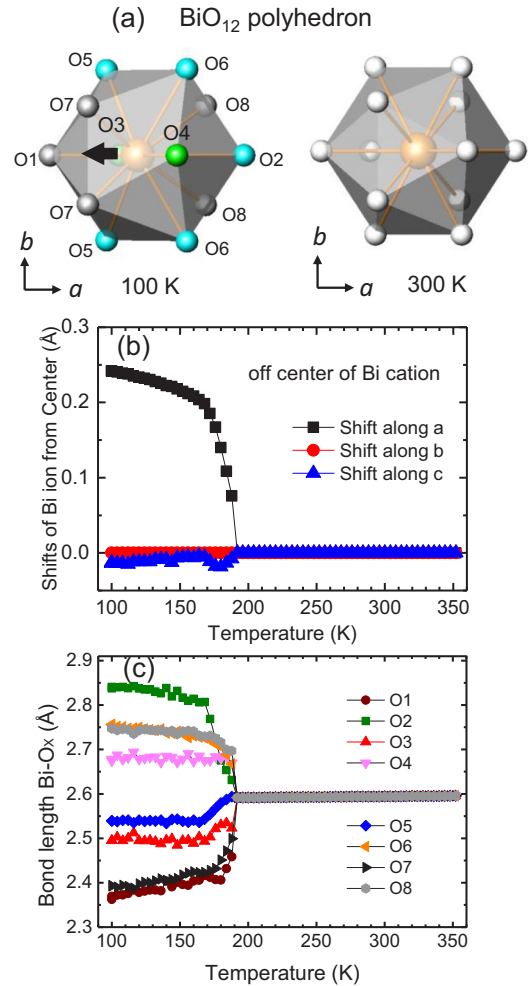 (a) BiO₁₂ polyhedron
O5 O6
O7 O8
O3 O4
O1 O2
O7 O8
O5 O6
b
a 100 K
b
a 300 K
(b)
off center of Bi cation
Shift along a
Shift along b
Shift along c
Shifts of Bi ion from Center (Å)
0.3
0.2
0.1
0.0
100 150 200 250 300 350
Temperature (K)
(c)
Bond length Bi-Ox (Å)
2.9
2.8
2.7
2.6
2.5
2.4
2.3
O1
O2
O3
O4
O5
O6
O7
O8
100 150 200 250 300 350
Temperature (K)